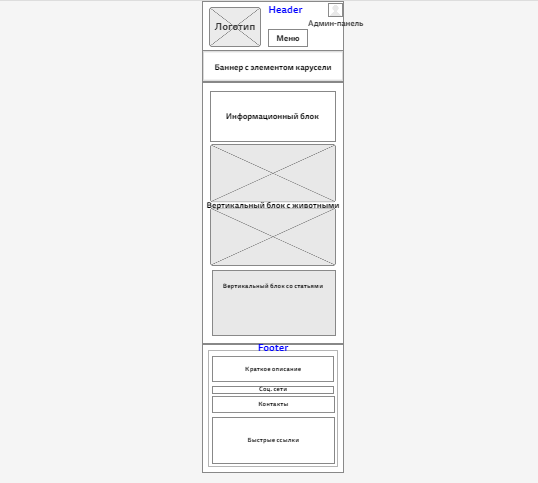 Header
Админ-панель
Логотип
Меню
Баннер с элементом карусели
Информационный блок
Вертикальный блок с животными
Вертикальный блок со статьями
Footer
Краткое описание
Соц. сети
Контакты
Быстрые ссылки